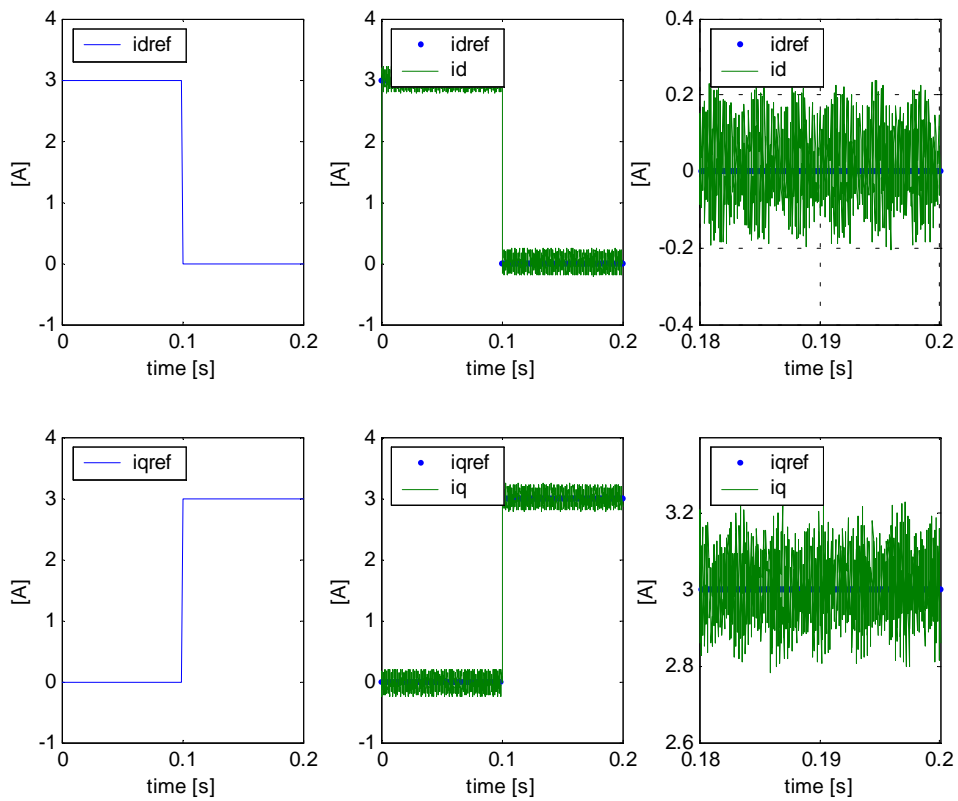 4
3
2
1
0
-1
[A]
idref
0
0.1
0.2
time [s]
4
3
2
1
0
-1
[A]
idref
id
0
0.1
0.2
time [s]
0.4
0.2
0
-0.2
-0.4
[A]
idref
id
0.18
0.19
0.2
time [s]
4
3
2
1
0
-1
[A]
iqref
0
0.1
0.2
time [s]
4
3
2
1
0
-1
[A]
iqref
iq
0
0.1
0.2
time [s]
3.2
3
2.8
2.6
[A]
iqref
iq
0.18
0.19
0.2
time [s]